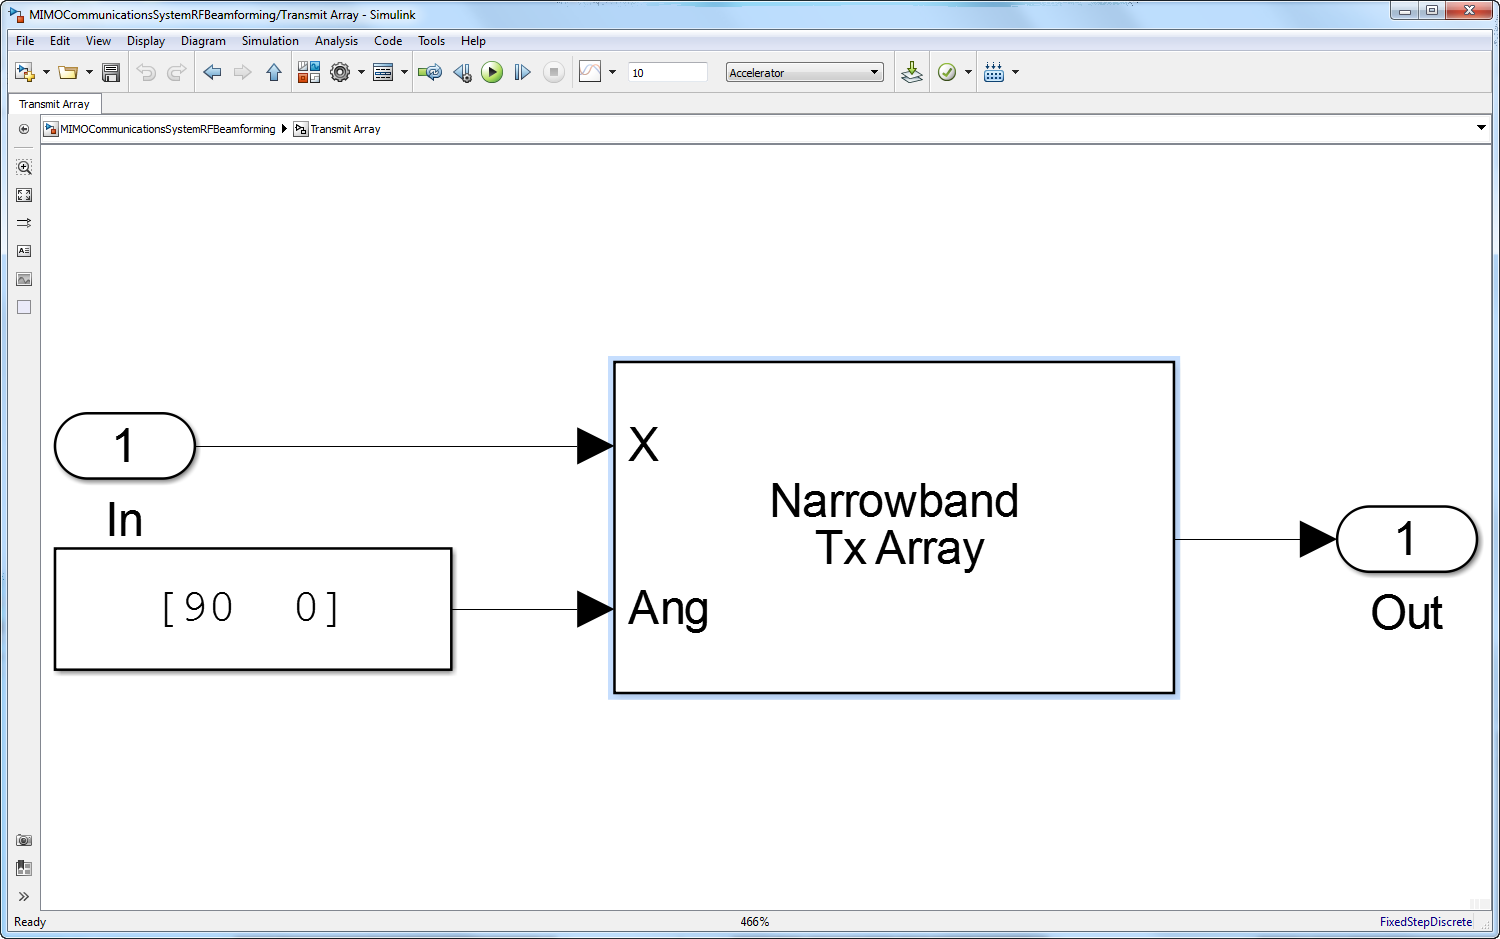 MIMOCommunicationsSystemRFBeamforming/Transmit Array - Simulink
File Edit View Display Diagram Simulation Analysis Code Tools Help
10 Accelerator
Transmit Array
MIMOCommunicationsSystemRFBeamforming Transmit Array
1
In
[90 0]
X
Ang
Narrowband
Tx Array
1
Out
Ready 466% FixedStepDiscrete